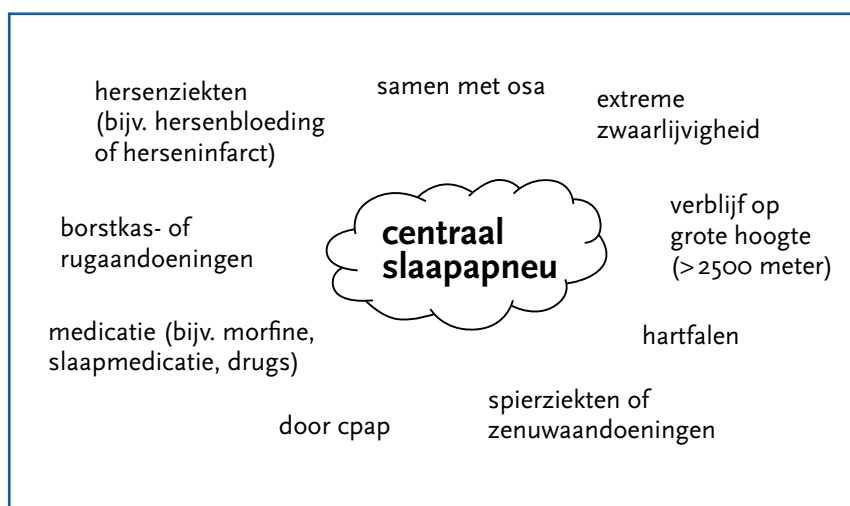 samen met osa
hersenziekten
(bijv. hersenbloeding
of herseninfarct)
extreme
zwaarlijvigheid
borstkas- of
rugaandoeningen
centraal
slaapapneu
verblijf op
grote hoogte
(> 2500 meter)
medicatie (bijv. morfine,
slaapmedicatie, drugs)
hartfalen
door cpap
spierziekten of
zenuwaandoeningen